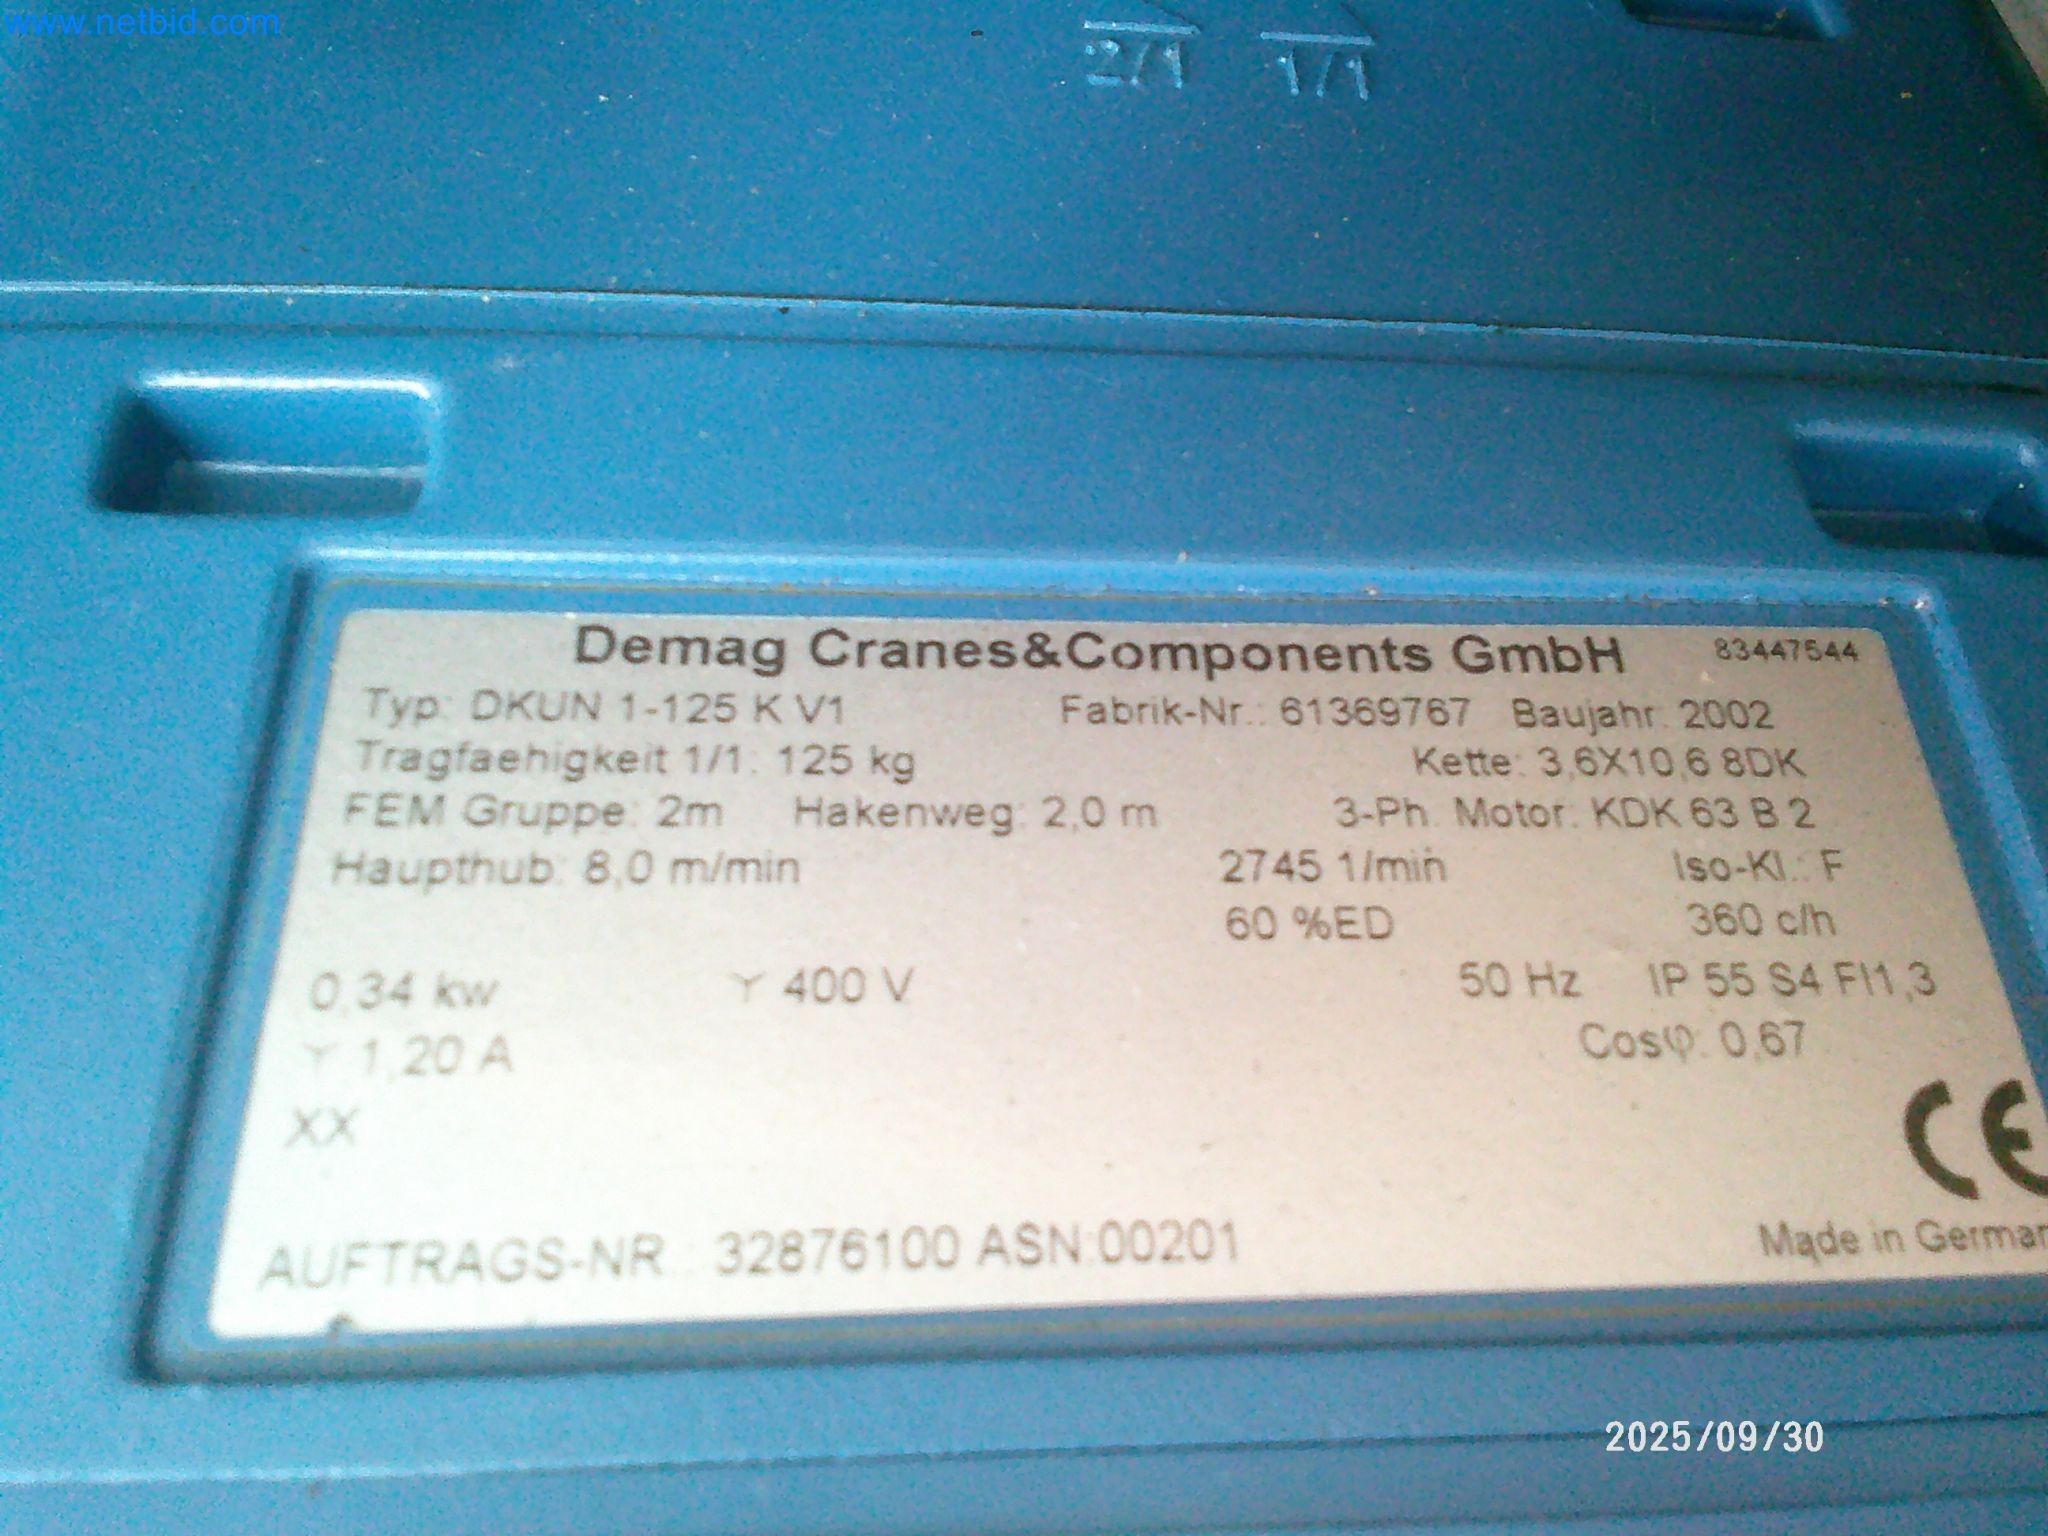 www.netbid.com
2/1 1/1
Demag Cranes&Components GmbH 83447544
Typ: DKUN 1-125 K V1 Fabrik-Nr.: 61369767 Baujahr: 2002
Tragfaehigkeit 1/1: 125 kg Kette: 3,6X10,6 8DK
FEM Gruppe: 2m Hakenweg: 2,0 m 3-Ph. Motor: KDK 63 B 2
Haupthub: 8,0 m/min 2745 1/min Iso-Kl.: F
60 %ED 360 c/h
0,34 kw Y 400 V 50 Hz IP 55 S4 FI1,3
Y 1,20 A Cosφ: 0,67
XX
CE
AUFTRAGS-NR.: 32876100 ASN:00201 Made in German
2025/09/30